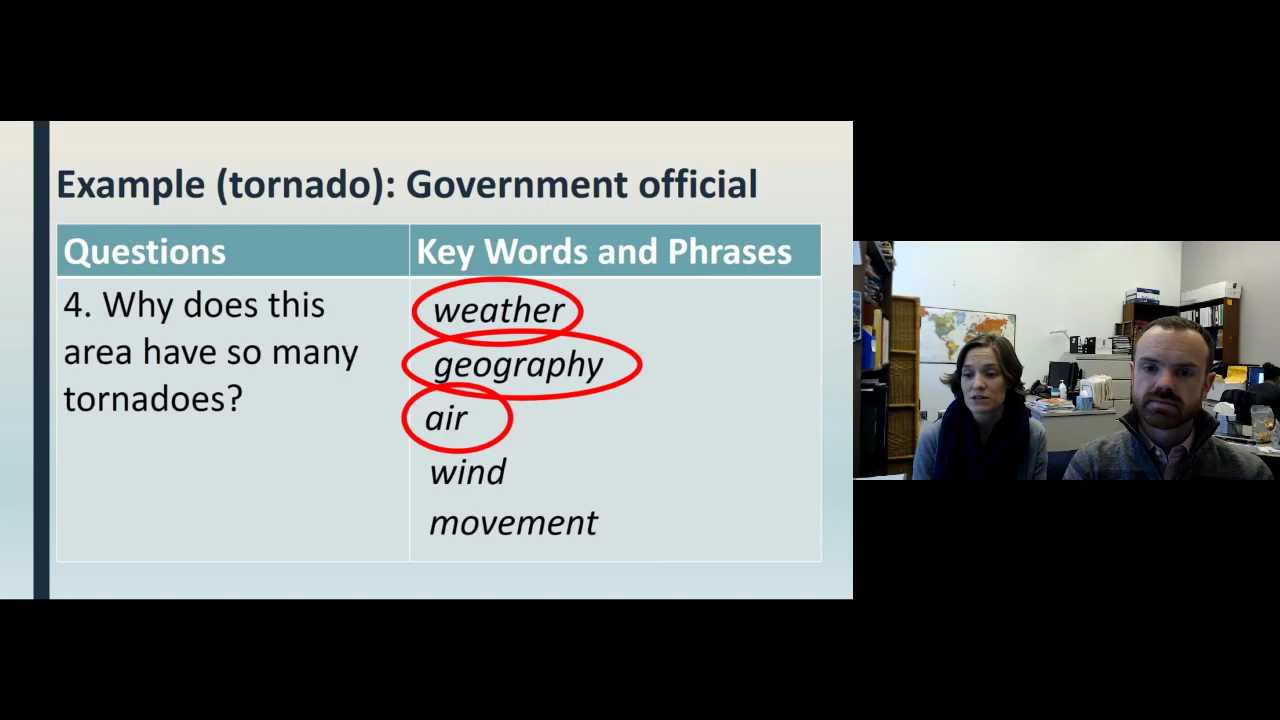 Example (tornado): Government official
Questions
Key Words and Phrases
4. Why does this
area have so many
tornadoes?
weather
geography
air
wind
movement